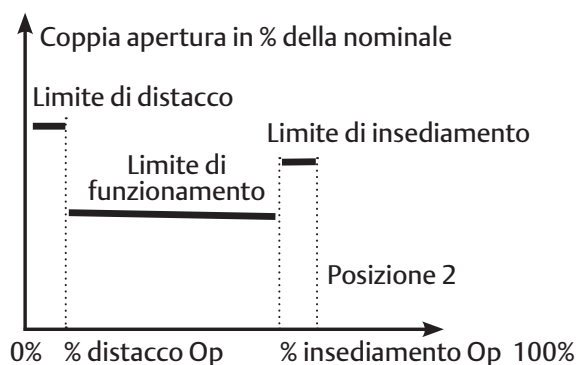 Coppia apertura in % della nominale
Limite di distacco
Limite di insediamento
Limite di
funzionamento
Posizione 2
0% % distacco Op % insediamento Op 100%